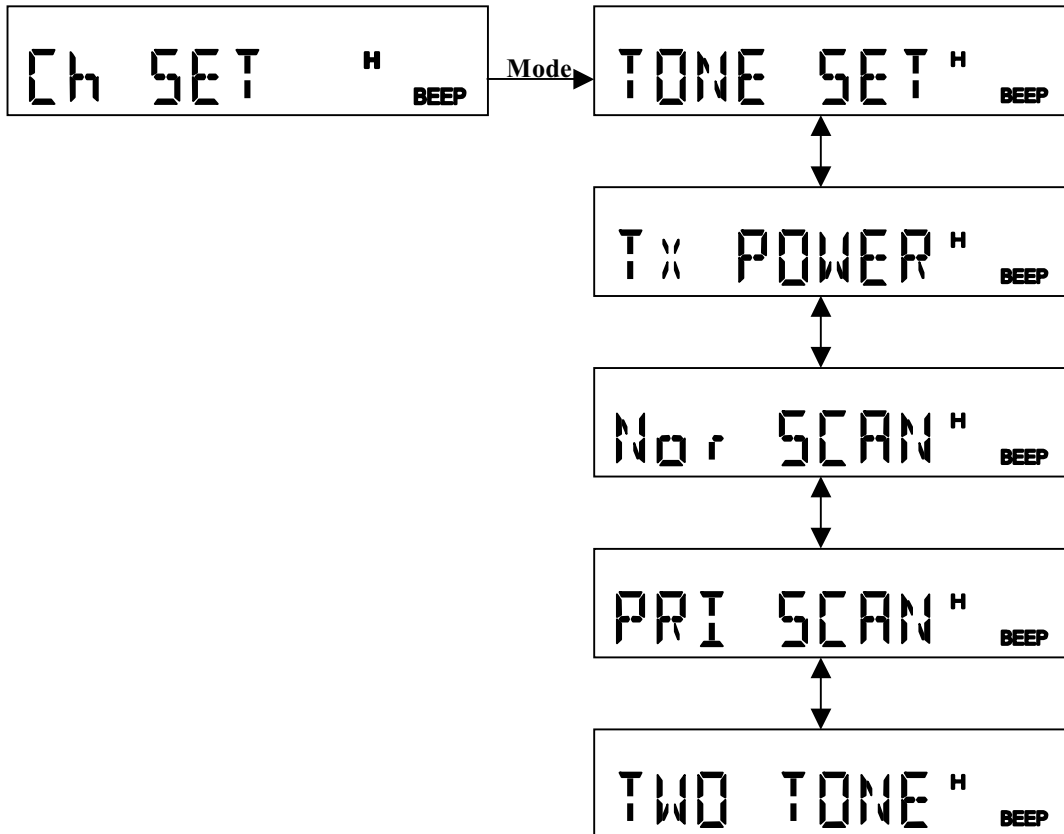 Ch SET H BEEP
Mode
TONE SET H BEEP
Tx POWER H BEEP
Nor SCAN H BEEP
PRI SCAN H BEEP
TWO TONE H BEEP